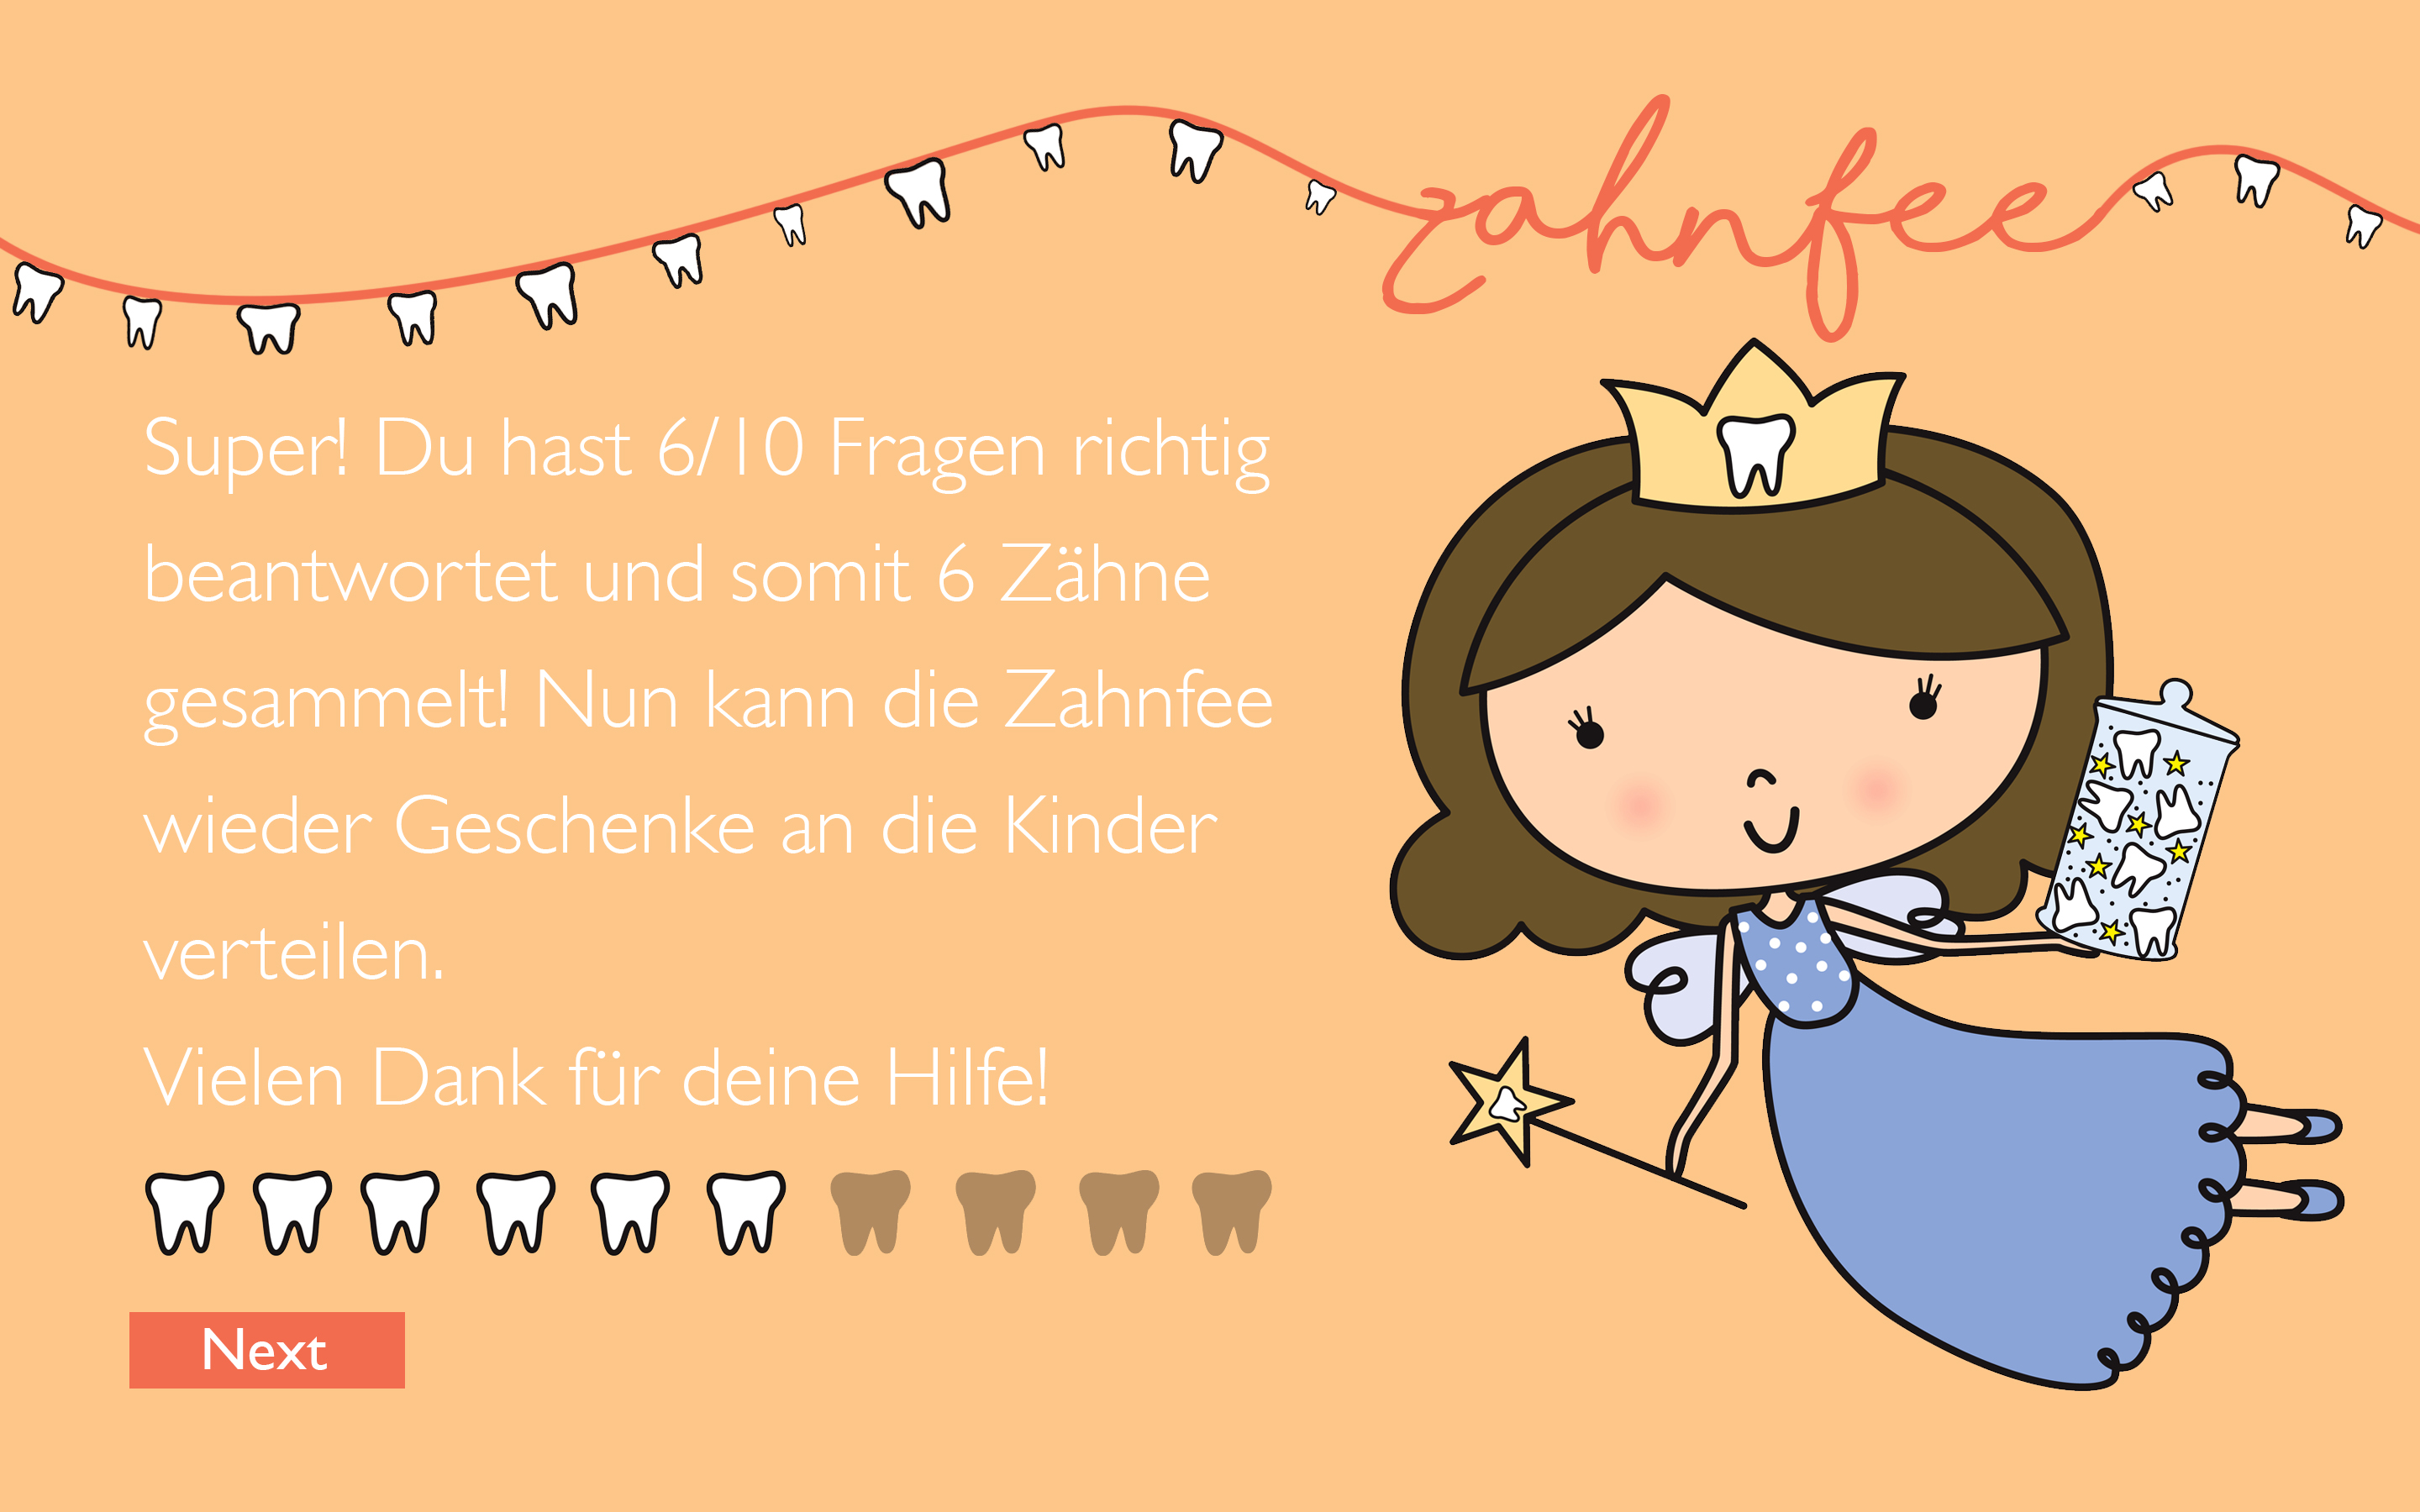 zahnfee
Super! Du hast 6/10 Fragen richtig
beantwortet und somit 6 Zähne
gesammelt! Nun kann die Zahnfee
wieder Geschenke an die Kinder
verteilen.
Vielen Dank für deine Hilfe!
Next